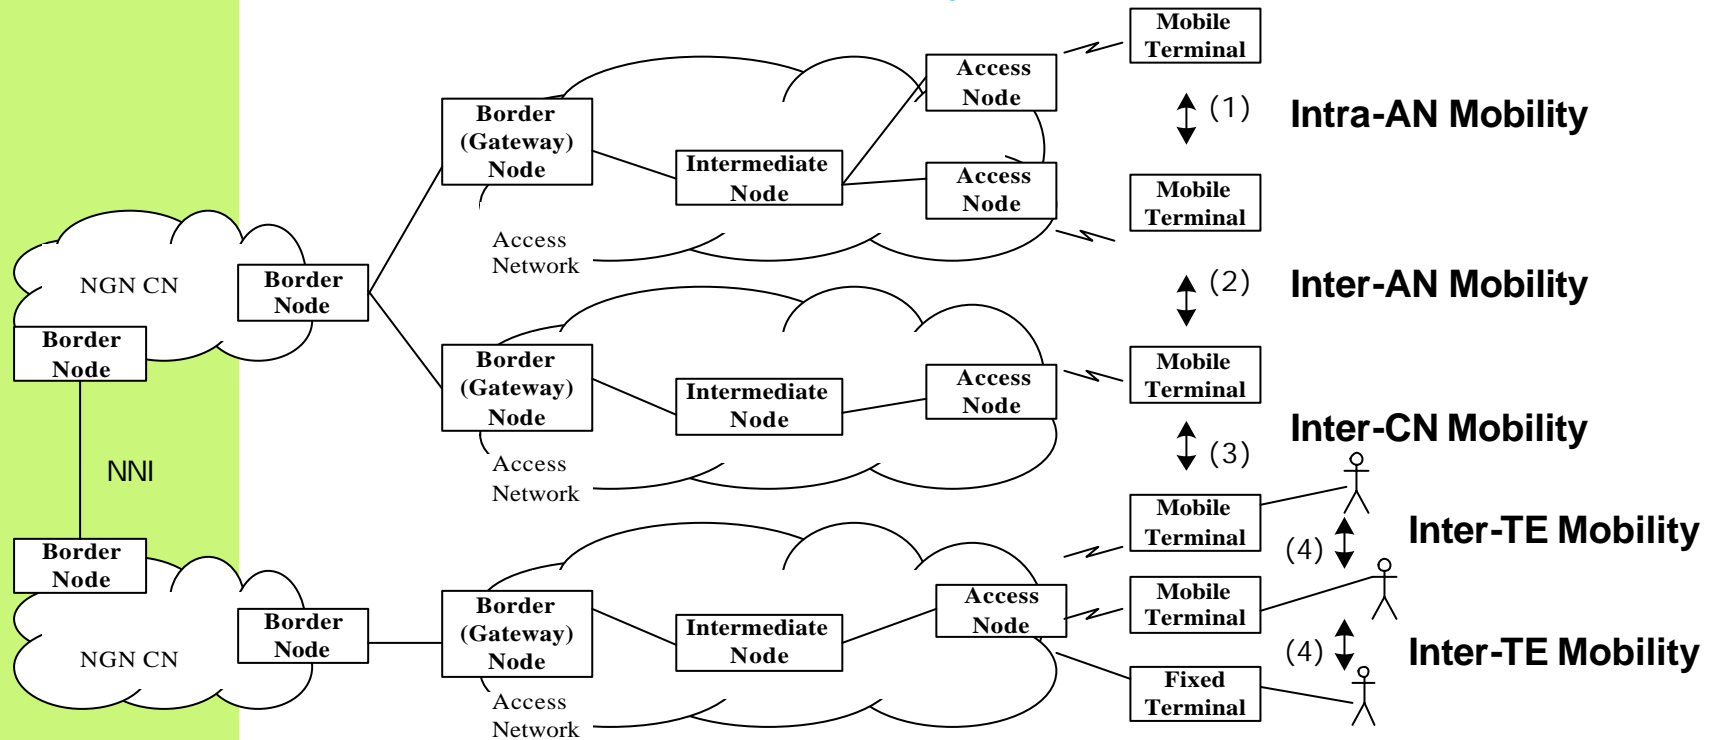 Mobile
Terminal
Access
Node
(1)
Intra-AN Mobility
Border
(Gateway)
Node
Intermediate
Node
Access
Node
Mobile
Terminal
Access
Network
NGN CN
Border
Node
(2)
Inter-AN Mobility
Border
Node
Border
(Gateway)
Node
Intermediate
Node
Access
Node
Mobile
Terminal
Inter-CN Mobility
(3)
Access
Network
NNI
Mobile
Terminal
(4)
Inter-TE Mobility
Border
Node
Border
(Gateway)
Node
Intermediate
Node
Access
Node
Mobile
Terminal
Border
Node
NGN CN
(4)
Inter-TE Mobility
Fixed
Terminal
Access
Network